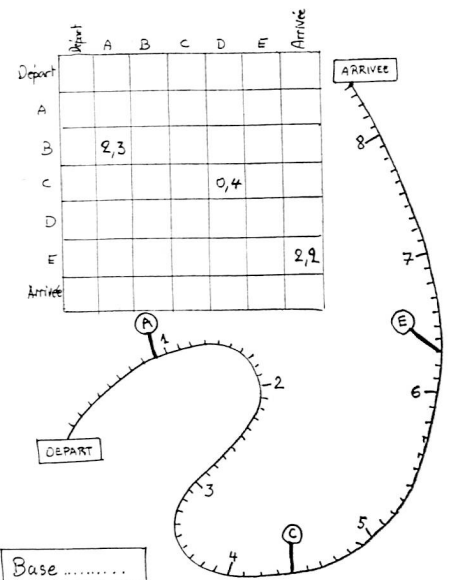 Départ A B C D E Arrivée
Départ
A
B 2,3
C 0,4
D
E 2,2
Arrivée
ARRIVEE
8
7
A
1
E
2
6
DEPART
3
C
5
4
Base .........